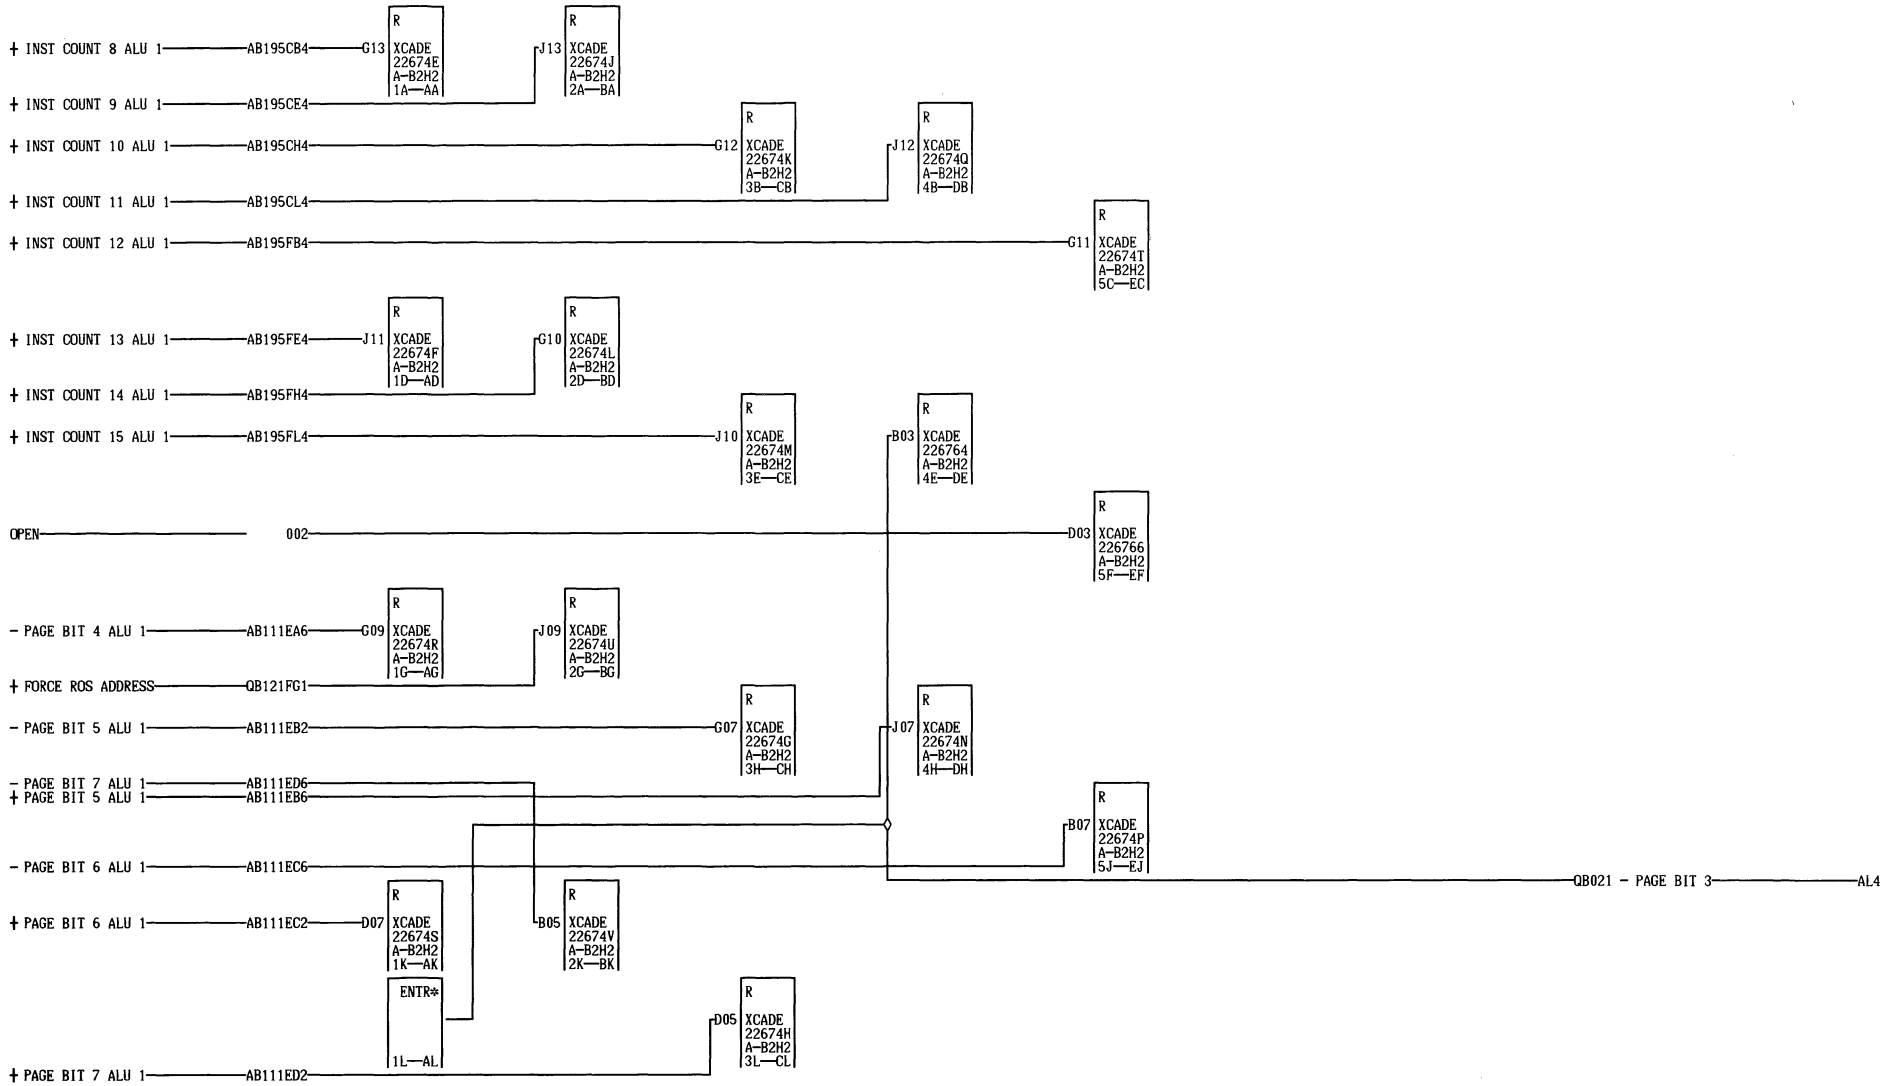 R
R
+ INST COUNT 8 ALU 1 AB195CB4 G13 XCADE J13 XCADE
22674E 22674J
A-B2H2 A-B2H2
1A—AA 2A—BA
+ INST COUNT 9 ALU 1 AB195CE4
R R
+ INST COUNT 10 ALU 1 AB195CH4 G12 XCADE J12 XCADE
22674K 22674Q
A-B2H2 A-B2H2
3B—CB 4B—DB
+ INST COUNT 11 ALU 1 AB195CL4
R
+ INST COUNT 12 ALU 1 AB195FB4 G11 XCADE
22674T
A-B2H2
5C—EC
R R
+ INST COUNT 13 ALU 1 AB195FE4 J11 XCADE G10 XCADE
22674F 22674L
A-B2H2 A-B2H2
1D—AD 2D—BD
+ INST COUNT 14 ALU 1 AB195FH4
R R
+ INST COUNT 15 ALU 1 AB195FL4 J10 XCADE B03 XCADE
22674M 226764
A-B2H2 A-B2H2
3E—CE 4E—DE
R
OPEN 002 D03 XCADE
226766
A-B2H2
5F—EF
R R
- PAGE BIT 4 ALU 1 AB111EA6 G09 XCADE J09 XCADE
22674R 22674U
A-B2H2 A-B2H2
1G—AG 2G—BG
+ FORCE ROS ADDRESS QB121FG1
R R
- PAGE BIT 5 ALU 1 AB111EB2 G07 XCADE J07 XCADE
22674G 22674N
A-B2H2 A-B2H2
3H—CH 4H—DH
- PAGE BIT 7 ALU 1 AB111ED6
+ PAGE BIT 5 ALU 1 AB111EB6
R
B07 XCADE
22674P
A-B2H2
- PAGE BIT 6 ALU 1 AB111EC6 5J—EJ
QB021 - PAGE BIT 3 AL4
R R
+ PAGE BIT 6 ALU 1 AB111EC2 D07 XCADE B05 XCADE
22674S 22674V
A-B2H2 A-B2H2
1K—AK 2K—BK
ENTR* R
D05 XCADE
22674H
A-B2H2
1L—AL 3L—CL
+ PAGE BIT 7 ALU 1 AB111ED2